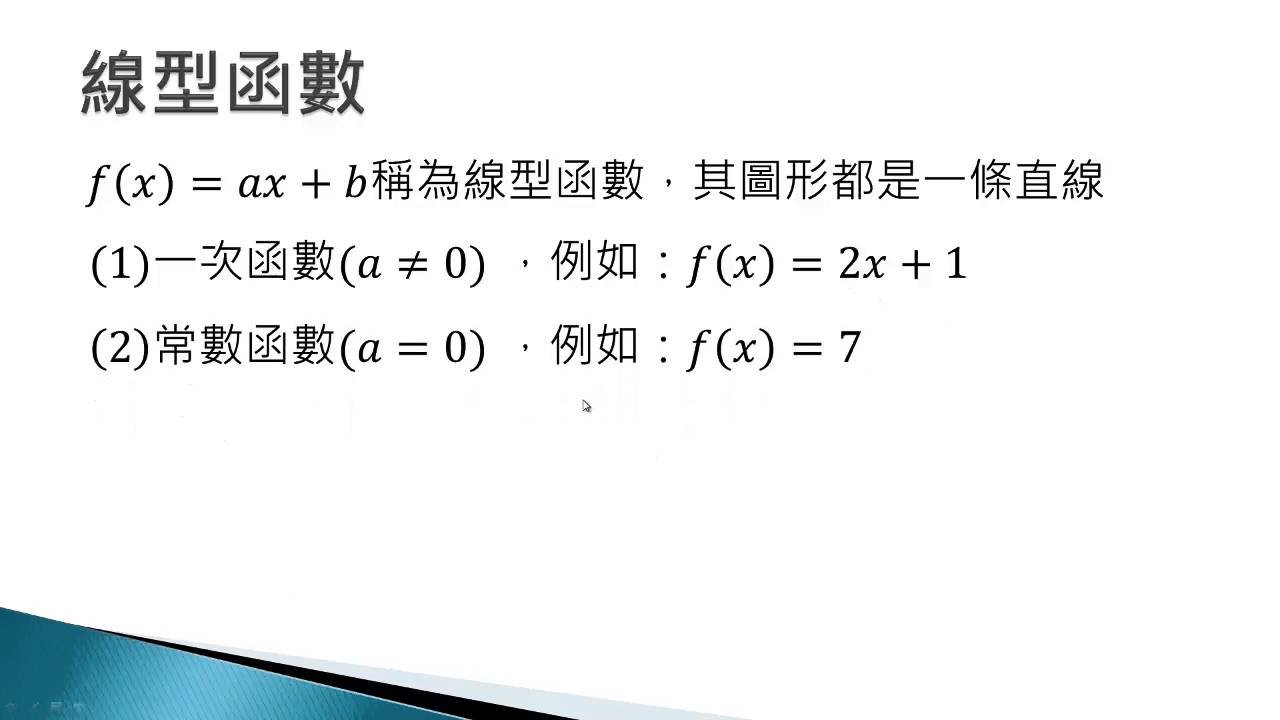 線型函數
f(x) = ax + b稱為線型函數，其圖形都是一條直線
(1)一次函數(a ≠ 0) ，例如：f(x) = 2x + 1
(2)常數函數(a = 0) ，例如：f(x) = 7